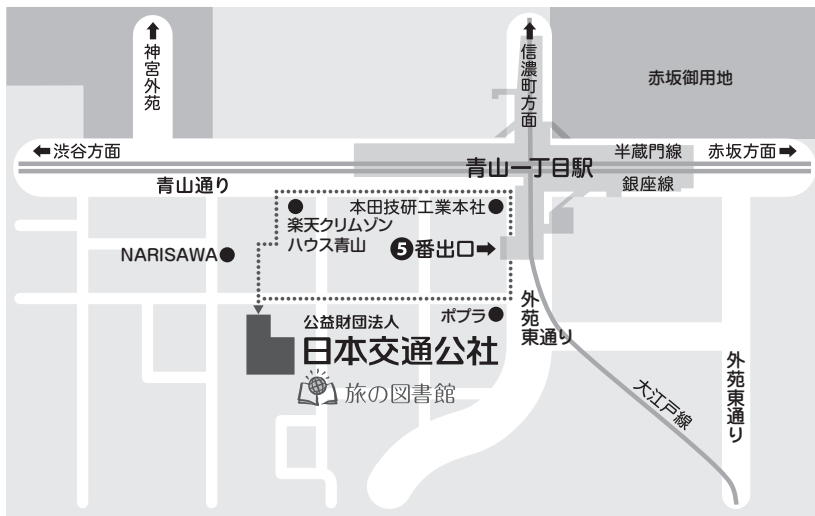 神宮外苑
信濃町方面
赤坂御用地
渋谷方面
青山一丁目駅
半蔵門線
赤坂方面
青山通り
銀座線
本田技研工業本社
楽天クリムゾン
ハウス青山
NARISAWA
5番出口
外苑
東通り
ポプラ
公益財団法人
日本交通公社
旅の図書館
大江戸線
外苑東通り